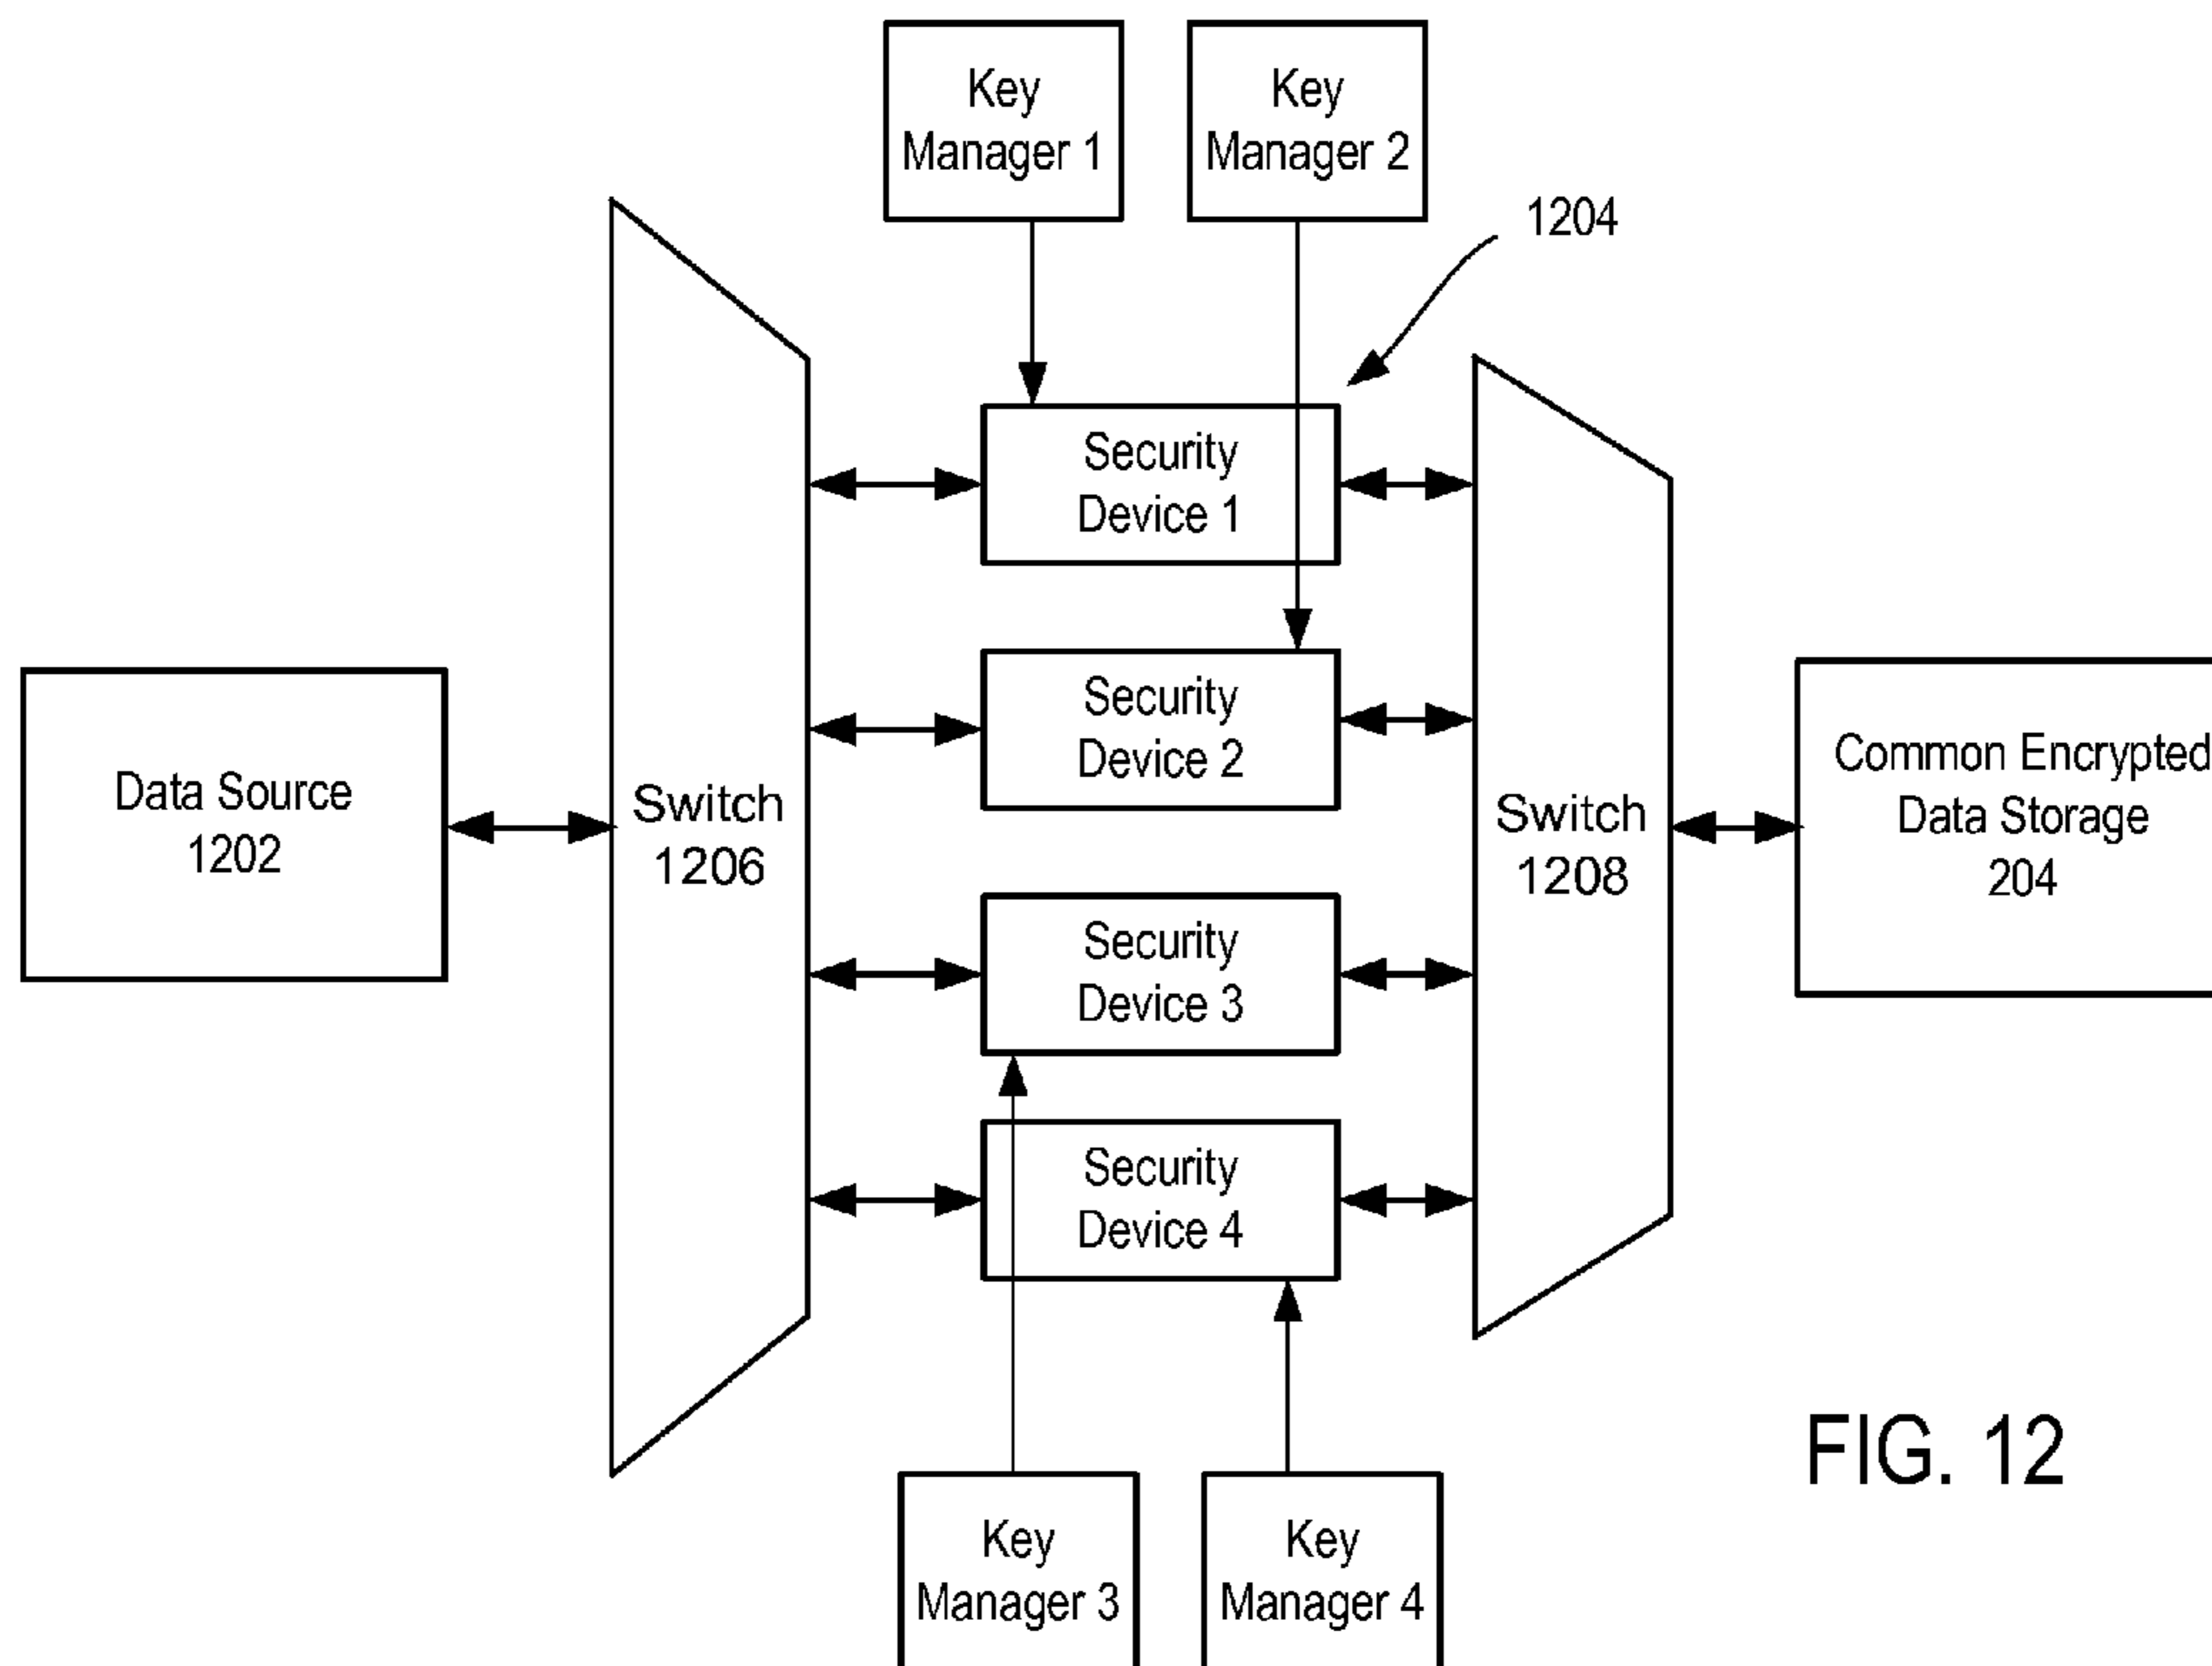 Key
Manager 1
Key
Manager 2
1204
Security
Device 1
Security
Device 2
Data Source
1202
Switch
1206
Switch
1208
Common Encrypted
Data Storage
204
Security
Device 3
Security
Device 4
FIG. 12
Key
Manager 3
Key
Manager 4